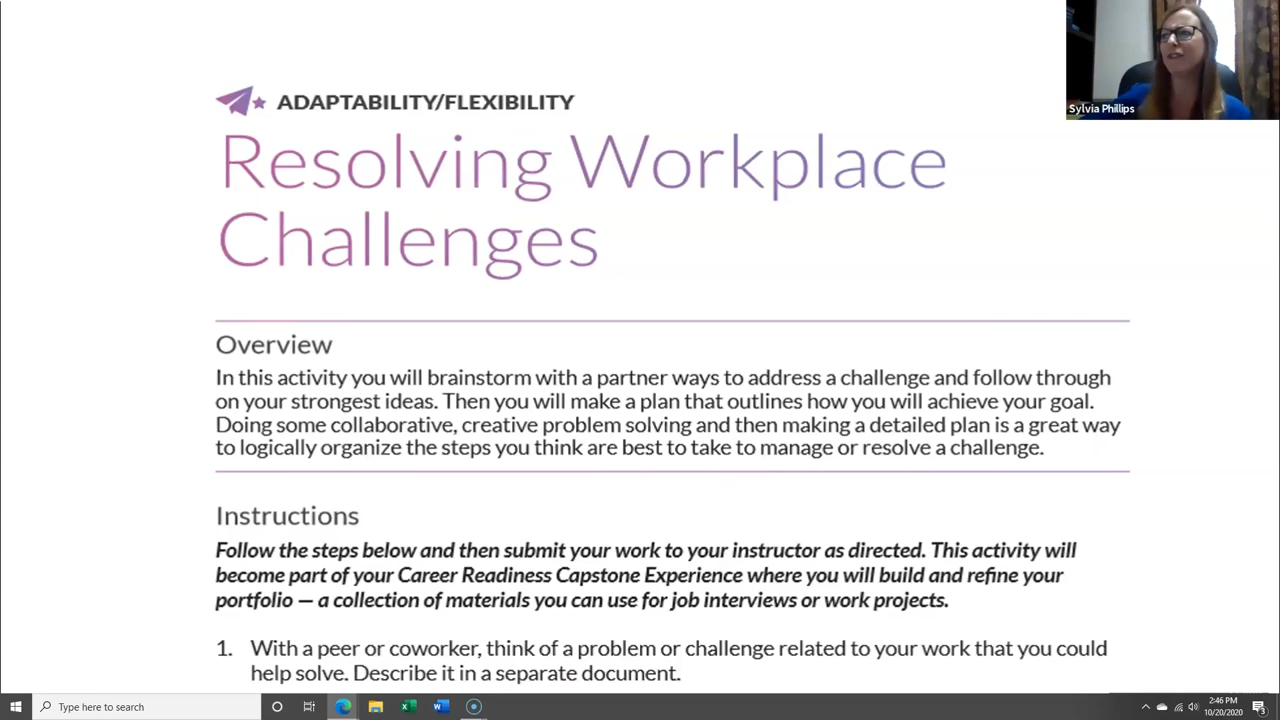 Sylvia Phillips
ADAPTABILITY/FLEXIBILITY
Resolving Workplace
Challenges
Overview
In this activity you will brainstorm with a partner ways to address a challenge and follow through
on your strongest ideas. Then you will make a plan that outlines how you will achieve your goal.
Doing some collaborative, creative problem solving and then making a detailed plan is a great way
to logically organize the steps you think are best to take to manage or resolve a challenge.
Instructions
Follow the steps below and then submit your work to your instructor as directed. This activity will
become part of your Career Readiness Capstone Experience where you will build and refine your
portfolio — a collection of materials you can use for job interviews or work projects.
1. With a peer or coworker, think of a problem or challenge related to your work that you could
help solve. Describe it in a separate document.
Type here to search
2:46 PM
10/20/2020
3